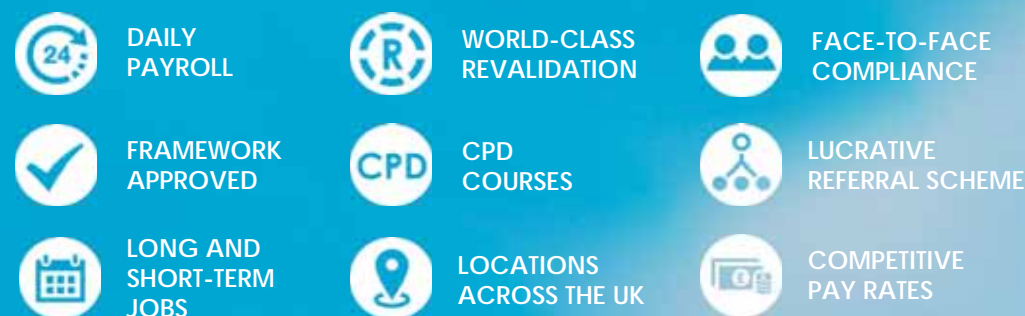 24
DAILY
PAYROLL
R
WORLD-CLASS
REVALIDATION
FACE-TO-FACE
COMPLIANCE
FRAMEWORK
APPROVED
CPD
CPD
COURSES
LUCRATIVE
REFERRAL SCHEME
LONG AND
SHORT-TERM
JOBS
LOCATIONS
ACROSS THE UK
£
COMPETITIVE
PAY RATES